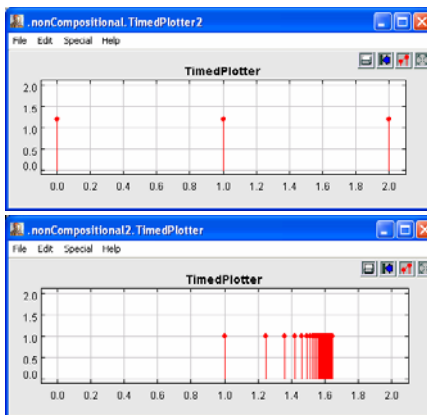 .nonCompositional.TimedPlotter2
File Edit Special Help
TimedPlotter
2.0
1.5
1.0
0.5
0.0
0.0 0.2 0.4 0.6 0.8 1.0 1.2 1.4 1.6 1.8 2.0
.nonCompositional2.TimedPlotter
File Edit Special Help
TimedPlotter
2.0
1.5
1.0
0.5
0.0
0.0 0.2 0.4 0.6 0.8 1.0 1.2 1.4 1.6 1.8 2.0